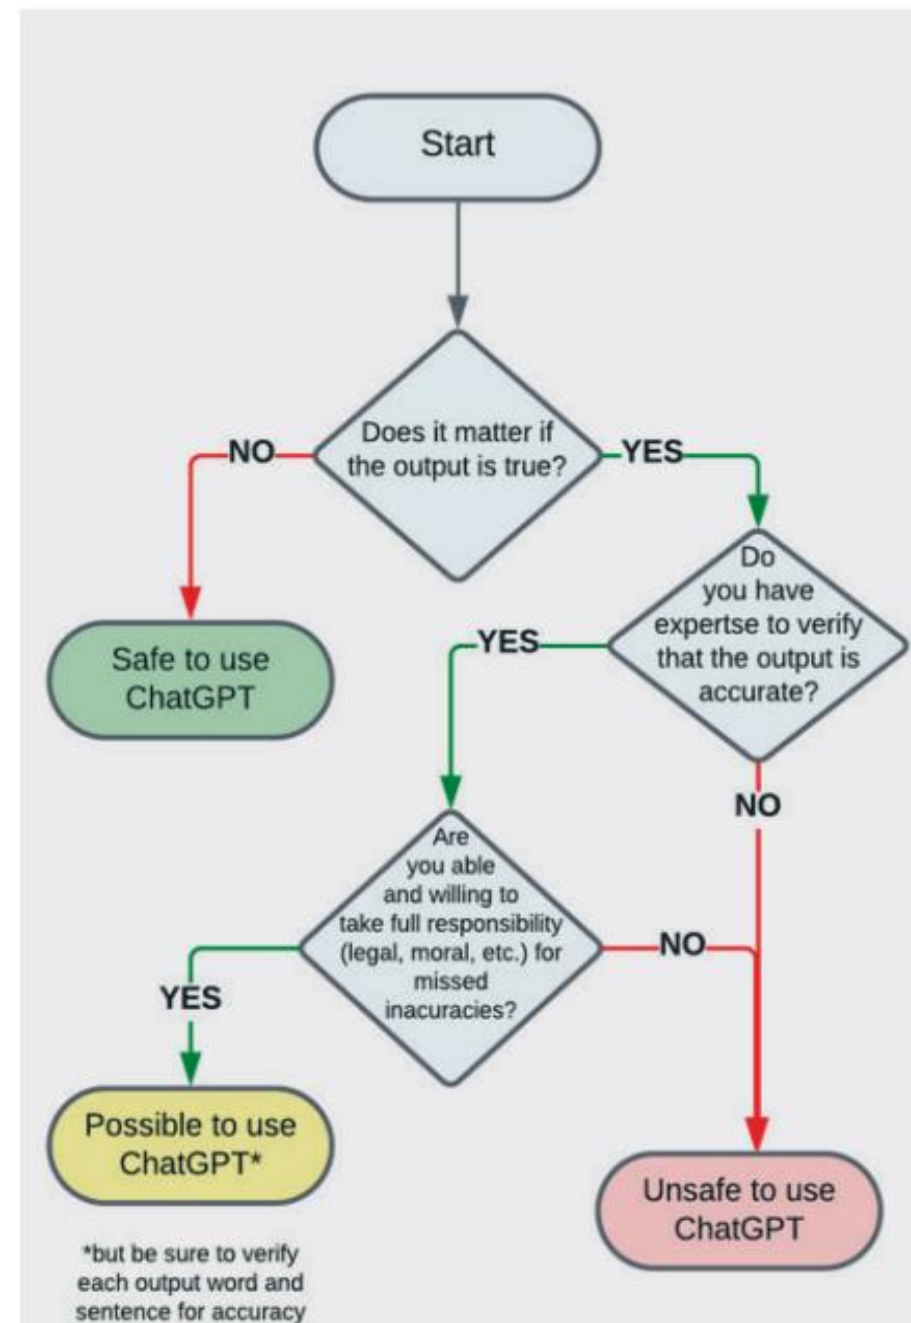 Start
Does it matter if
the output is true?
NO
YES
Safe to use
ChatGPT
Do
you have
expertse to verify
that the output is
accurate?
YES
NO
Are
you able
and willing to
take full responsibility
(legal, moral, etc.) for
missed
inacuracies?
YES
NO
Possible to use
ChatGPT*
*but be sure to verify
each output word and
sentence for accuracy
Unsafe to use
ChatGPT